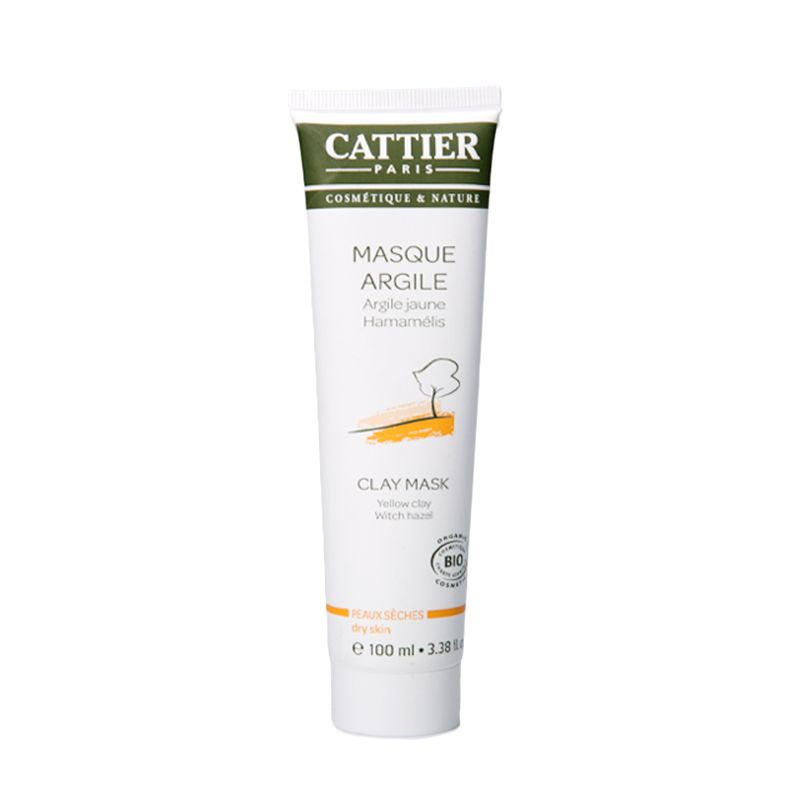 CATTIER
PARIS
COSMÉTIQUE & NATURE
MASQUE
ARGILE
Argile jaune
Hamamélis
CLAY MASK
Yellow clay
Witch hazel
BIO
PEAUX SÈCHES
dry skin
℮ 100 ml • 3.38 fl.